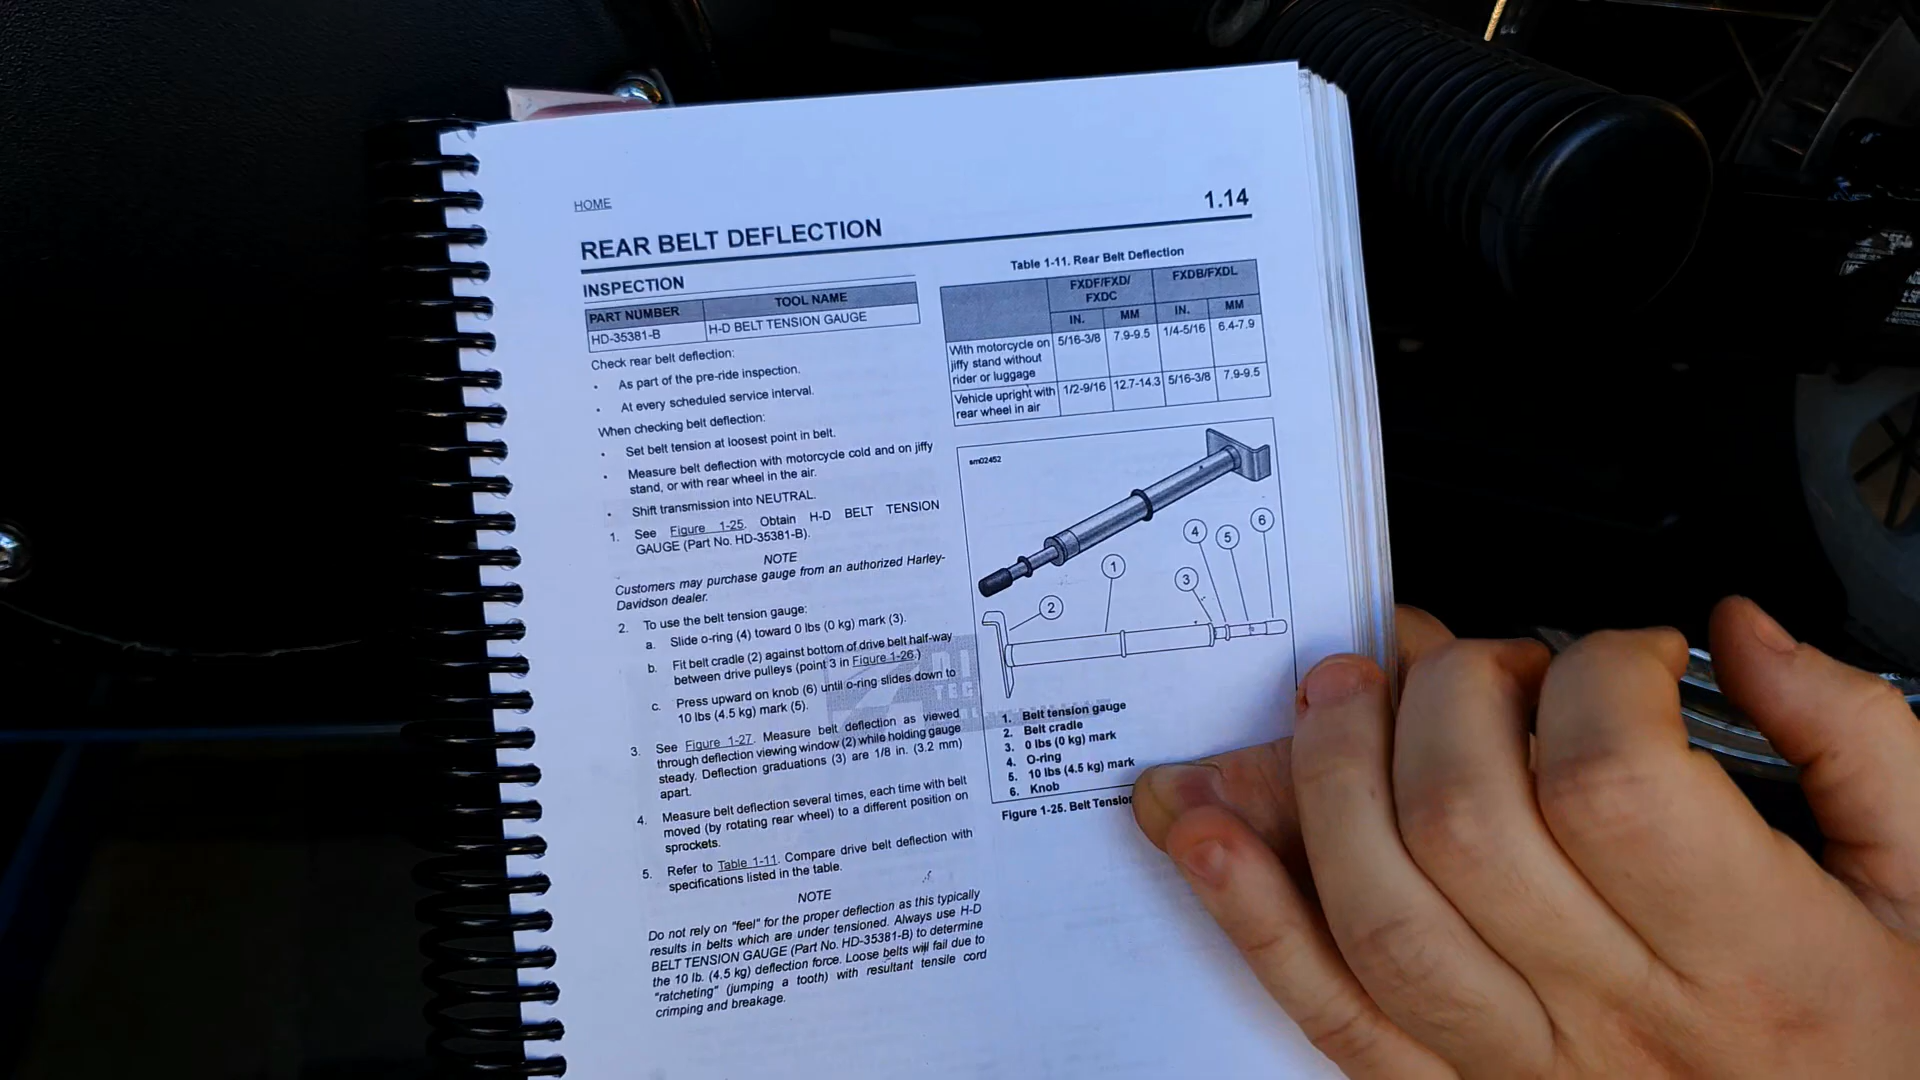 HOME
1.14
REAR BELT DEFLECTION
INSPECTION
PART NUMBER TOOL NAME
HD-35381-B H-D BELT TENSION GAUGE
Check rear belt deflection:
• As part of the pre-ride inspection.
• At every scheduled service interval.
When checking belt deflection:
• Set belt tension at loosest point in belt.
• Measure belt deflection with motorcycle cold and on jiffy
stand, or with rear wheel in the air.
• Shift transmission into NEUTRAL.
1. See Figure 1-25. Obtain H-D BELT TENSION
GAUGE (Part No. HD-35381-B).
NOTE
Customers may purchase gauge from an authorized Harley-
Davidson dealer.
2. To use the belt tension gauge:
a. Slide o-ring (4) toward 0 lbs (0 kg) mark (3).
b. Fit belt cradle (2) against bottom of drive belt half-way
between drive pulleys (point 3 in Figure 1-26.)
c. Press upward on knob (6) until o-ring slides down to
10 lbs (4.5 kg) mark (5).
3. See Figure 1-27. Measure belt deflection as viewed
through deflection viewing window (2) while holding gauge
steady. Deflection graduations (3) are 1/8 in. (3.2 mm)
apart.
4. Measure belt deflection several times, each time with belt
moved (by rotating rear wheel) to a different position on
sprockets.
5. Refer to Table 1-11. Compare drive belt deflection with
specifications listed in the table.
NOTE
Do not rely on "feel" for the proper deflection as this typically
results in belts which are under tensioned. Always use H-D
BELT TENSION GAUGE (Part No. HD-35381-B) to determine
the 10 lb. (4.5 kg) deflection force. Loose belts will fail due to
"ratcheting" (jumping a tooth) with resultant tensile cord
crimping and breakage.
Table 1-11. Rear Belt Deflection
FXDF/FXD/ FXDB/FXDL
FXDC
IN. MM IN. MM
With motorcycle on 5/16-3/8 7.9-9.5 1/4-5/16 6.4-7.9
jiffy stand without
rider or luggage
Vehicle upright with 1/2-9/16 12.7-14.3 5/16-3/8 7.9-9.5
rear wheel in air
sm02452
4 5 6
1 3
2
1. Belt tension gauge
2. Belt cradle
3. 0 lbs (0 kg) mark
4. O-ring
5. 10 lbs (4.5 kg) mark
6. Knob
Figure 1-25. Belt Tension